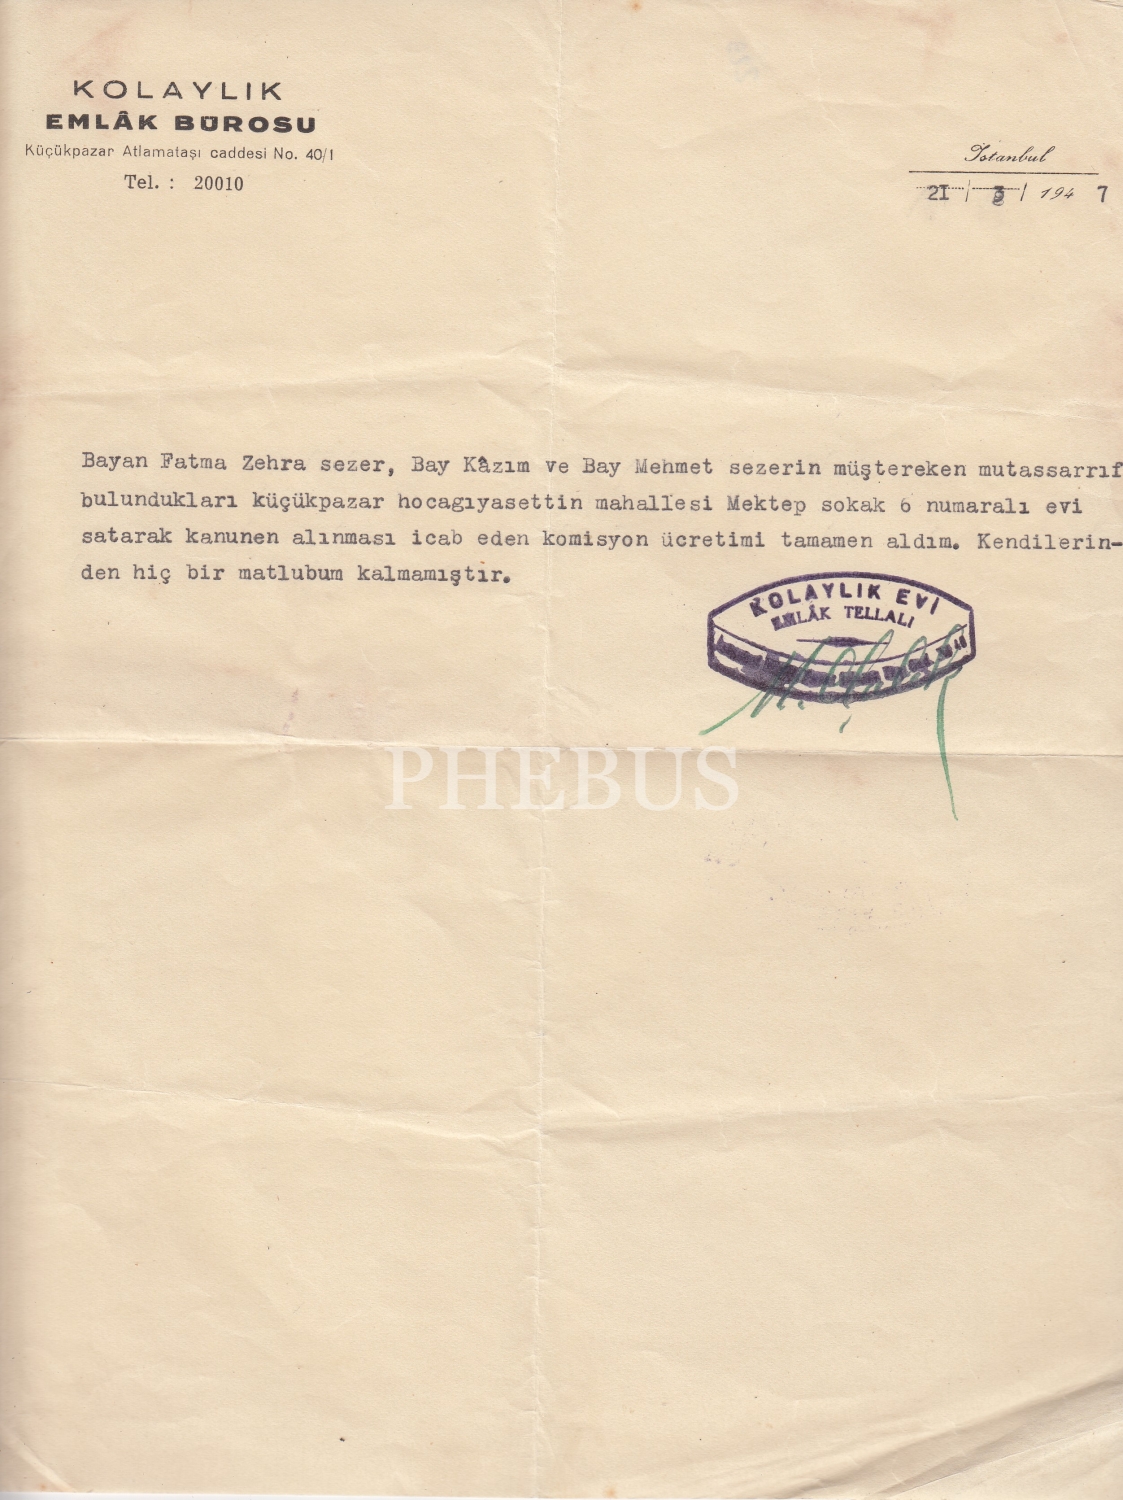 KOLAYLIK
EMLÂK BÜROSU
Küçükpazar Atlamataşı caddesi No. 40/1
Tel. : 20010
İstanbul
2I / 3 / 194 7
Bayan Fatma Zehra sezer, Bay Kâzım ve Bay Mehmet sezerin müştereken mutassarrıf
bulundukları küçükpazar hocagıyasettin mahallesi Mektep sokak 6 numaralı evi
satarak kanunen alınması icab eden komisyon ücretimi tamamen aldım. Kendilerin-
den hiç bir matlubum kalmamıştır.
KOLAYLIK EVİ
EMLÂK TELLALI
PHEBUS